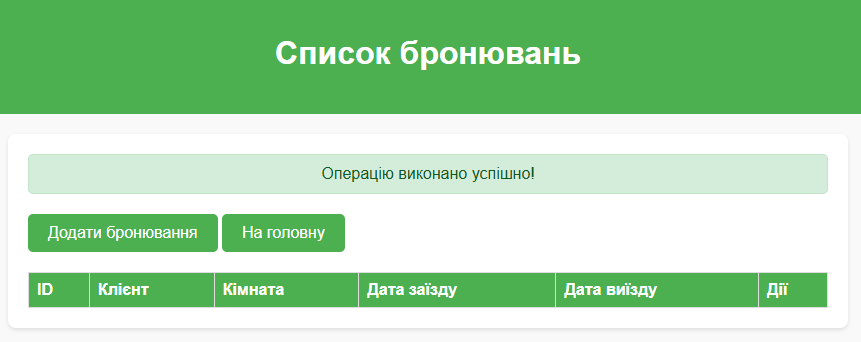 Список бронювань
Операцію виконано успішно!
Додати бронювання На головну
ID Клієнт Кімната Дата заїзду Дата виїзду Дії